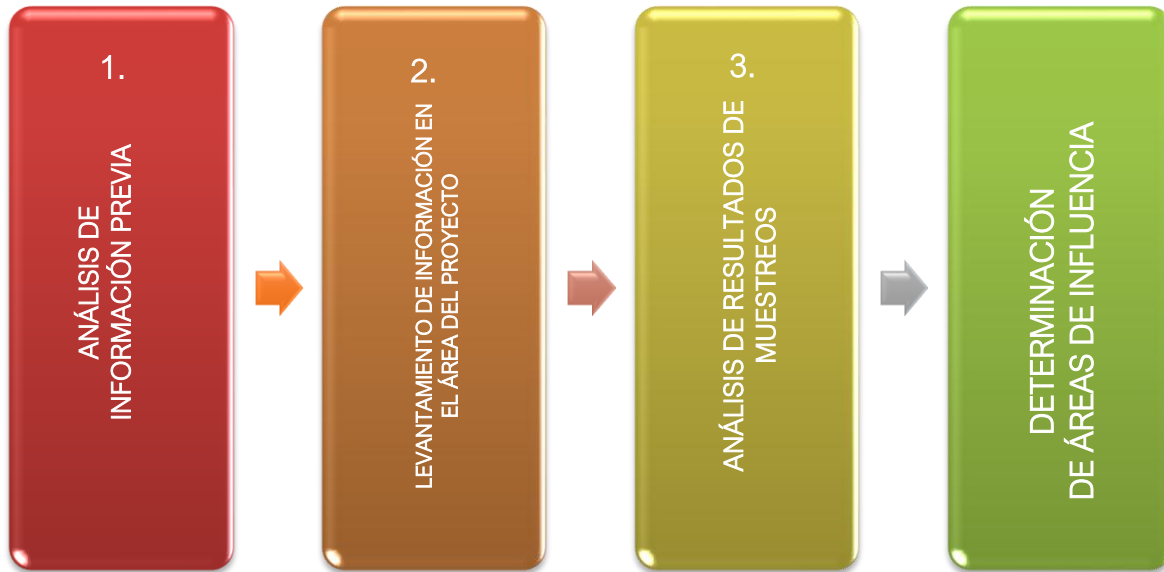 1.
ANÁLISIS DE
INFORMACIÓN PREVIA
2.
LEVANTAMIENTO DE INFORMACIÓN EN
EL ÁREA DEL PROYECTO
3.
ANÁLISIS DE RESULTADOS DE
MUESTREOS
DETERMINACIÓN
DE ÁREAS DE INFLUENCIA